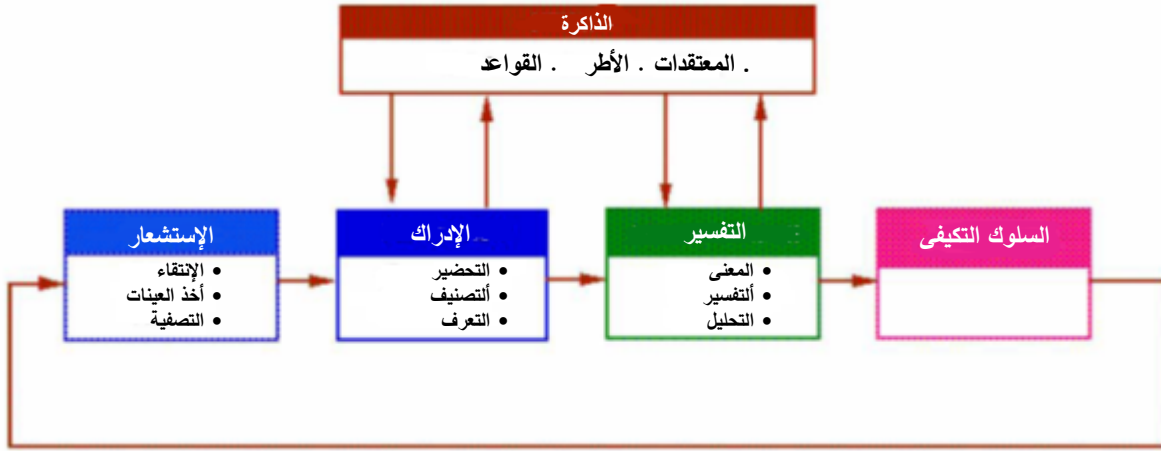 الذاكرة
. المعتقدات . الأطر . القواعد
الإستشعار
• الإنتقاء
• أخذ العينات
• التصفية
الإدراك
• التحضير
• ألتصنيف
• التعرف
التفسير
• المعنى
• ألتفسير
• التحليل
السلوك التكيفى